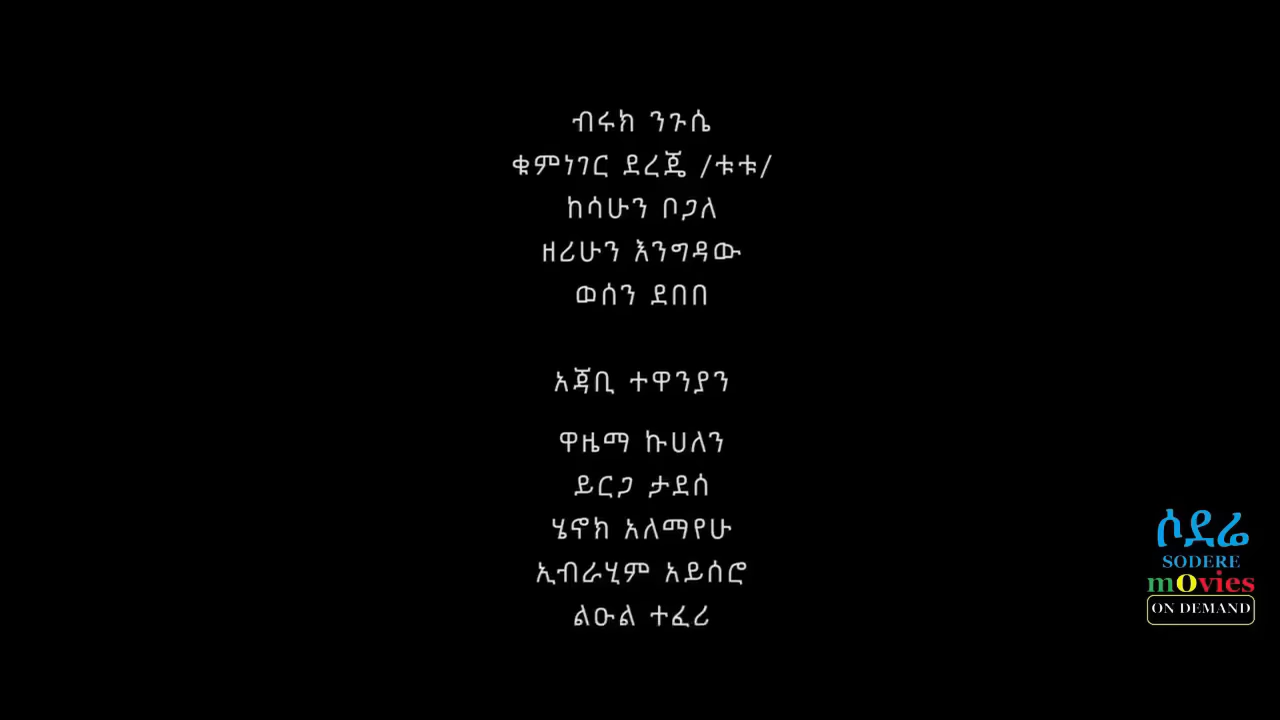 ብሩክ ንጉሴ
ቁምነገር ደረጄ /ቱቱ/
ከሳሁን ቦጋለ
ዘሪሁን እንግዳው
ወሰን ደበበ
አጃቢ ተዋንያን
ዋዜማ ኩሀለን
ይርጋ ታደሰ
ሄኖክ አለማየሁ
ኢብራሂም አይሰሮ
ልዑል ተፈሪ
ሶደሬ
SODERE
mOvies
ON DEMAND